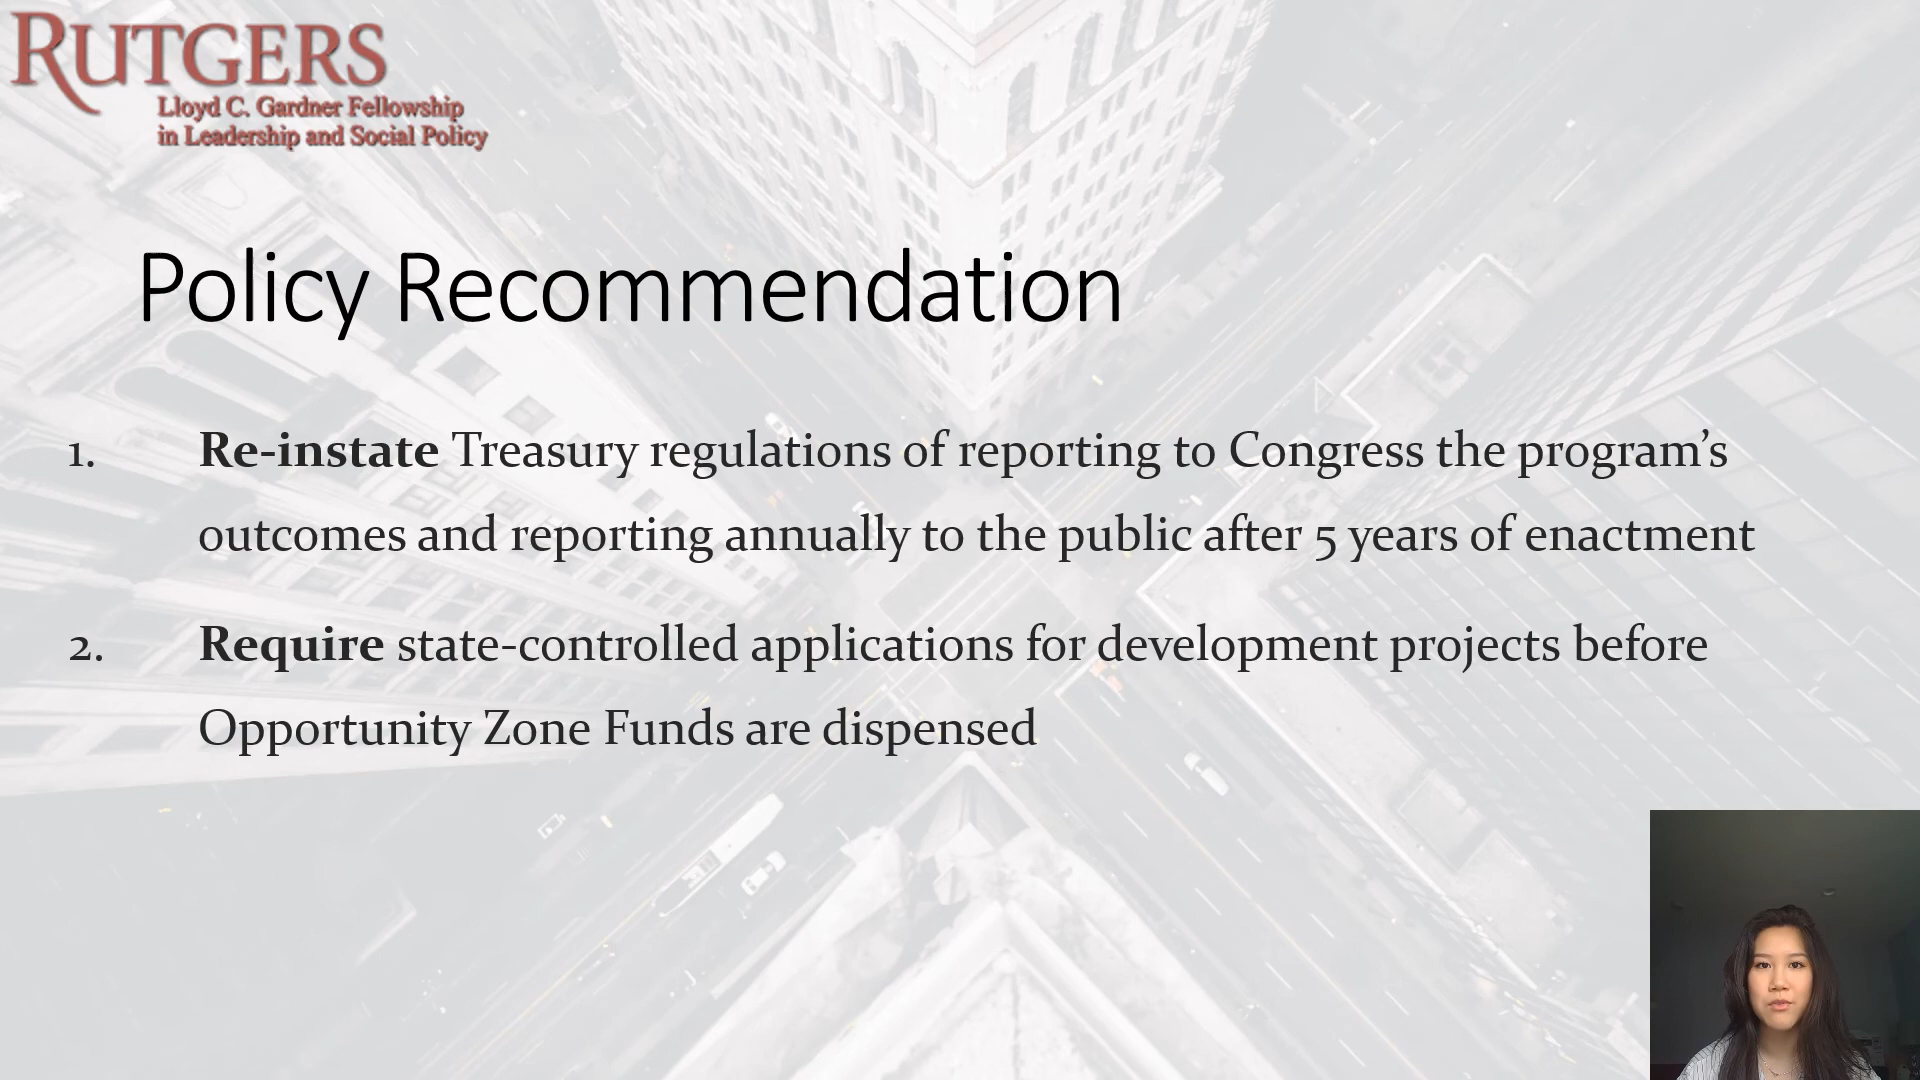 RUTGERS
Lloyd C. Gardner Fellowship
in Leadership and Social Policy
Policy Recommendation
1. Re-instate Treasury regulations of reporting to Congress the program’s
outcomes and reporting annually to the public after 5 years of enactment
2. Require state-controlled applications for development projects before
Opportunity Zone Funds are dispensed